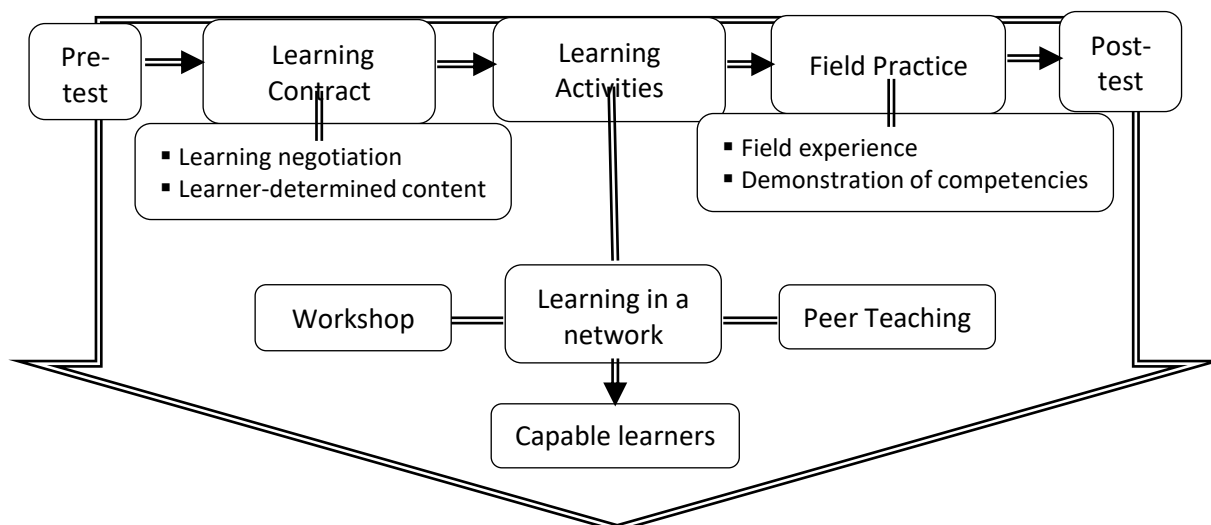 Pre-
test
Learning
Contract
Learning
Activities
Field Practice
Post-
test
▪ Learning negotiation
▪ Learner-determined content
▪ Field experience
▪ Demonstration of competencies
Workshop
Learning in a
network
Peer Teaching
Capable learners